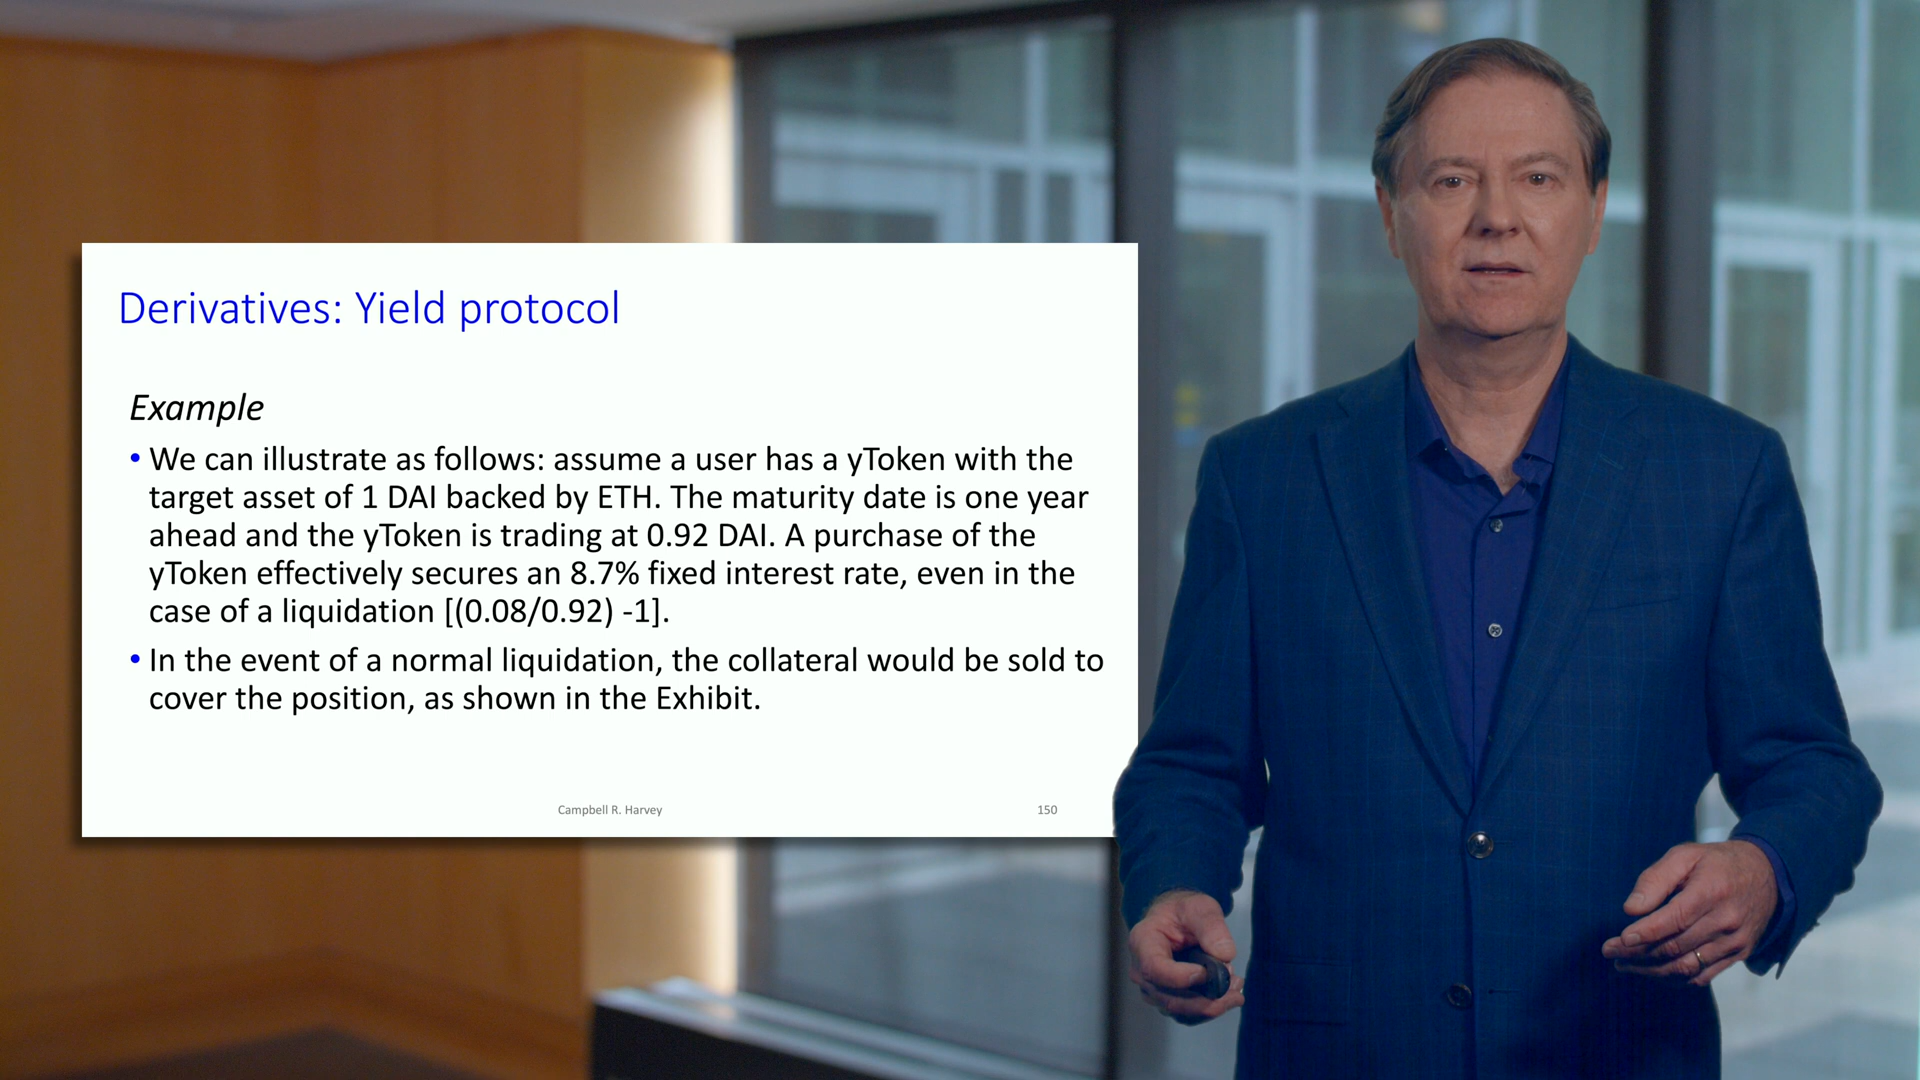 Derivatives: Yield protocol
Example
• We can illustrate as follows: assume a user has a yToken with the
target asset of 1 DAI backed by ETH. The maturity date is one year
ahead and the yToken is trading at 0.92 DAI. A purchase of the
yToken effectively secures an 8.7% fixed interest rate, even in the
case of a liquidation [(0.08/0.92) -1].
• In the event of a normal liquidation, the collateral would be sold to
cover the position, as shown in the Exhibit.
Campbell R. Harvey 150